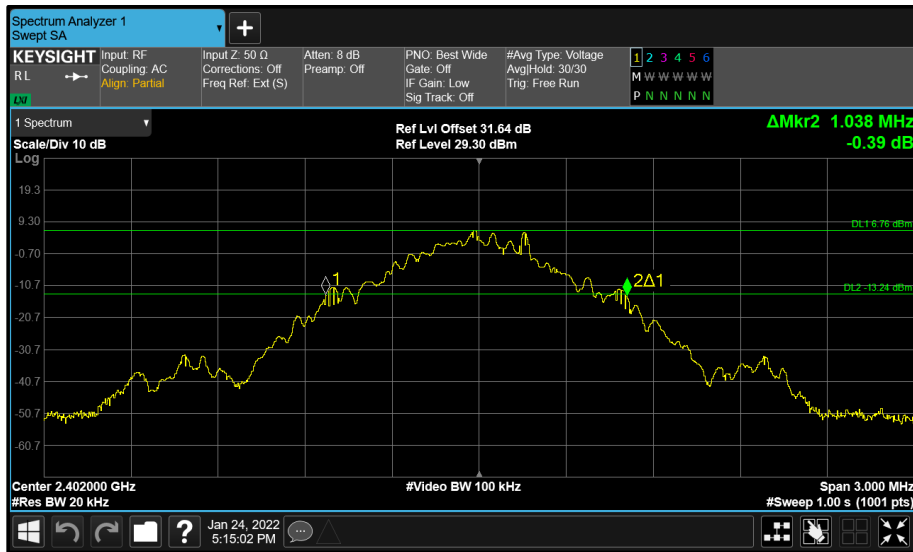 Spectrum Analyzer 1
Swept SA
+
KEYSIGHT
RL
LXI
Input: RF
Coupling: AC
Align: Partial
Input Z: 50 Ω
Corrections: Off
Freq Ref: Ext (S)
Atten: 8 dB
Preamp: Off
PNO: Best Wide
Gate: Off
IF Gain: Low
Sig Track: Off
#Avg Type: Voltage
Avg|Hold: 30/30
Trig: Free Run
1 2 3 4 5 6
M W W W W W
P N N N N N
1 Spectrum
Scale/Div 10 dB
Ref Lvl Offset 31.64 dB
Ref Level 29.30 dBm
ΔMkr2 1.038 MHz
-0.39 dB
Log
19.3
9.30
DL1 6.76 dBm
-0.70
-10.7
1
2Δ1
DL2 -13.24 dBm
-20.7
-30.7
-40.7
-50.7
-60.7
Center 2.402000 GHz
#Video BW 100 kHz
Span 3.000 MHz
#Res BW 20 kHz
#Sweep 1.00 s (1001 pts)
?
Jan 24, 2022
5:15:02 PM